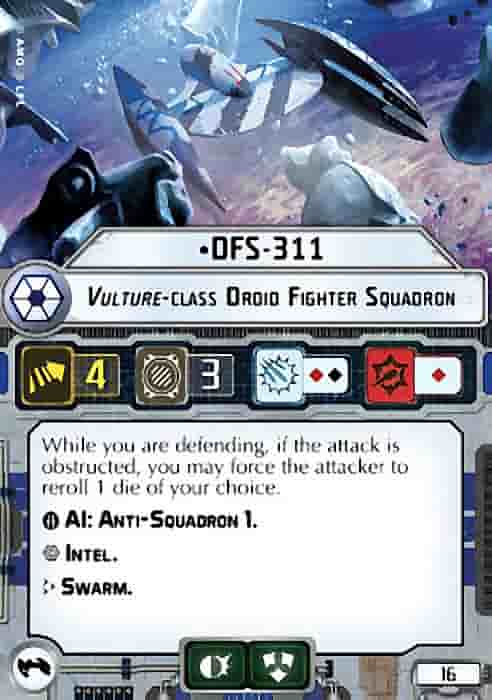 •DFS-311
VULTURE-CLASS DROID FIGHTER SQUADRON
4 3
While you are defending, if the attack is
obstructed, you may force the attacker to
reroll 1 die of your choice.
AI: ANTI-SQUADRON 1.
INTEL.
SWARM.
16